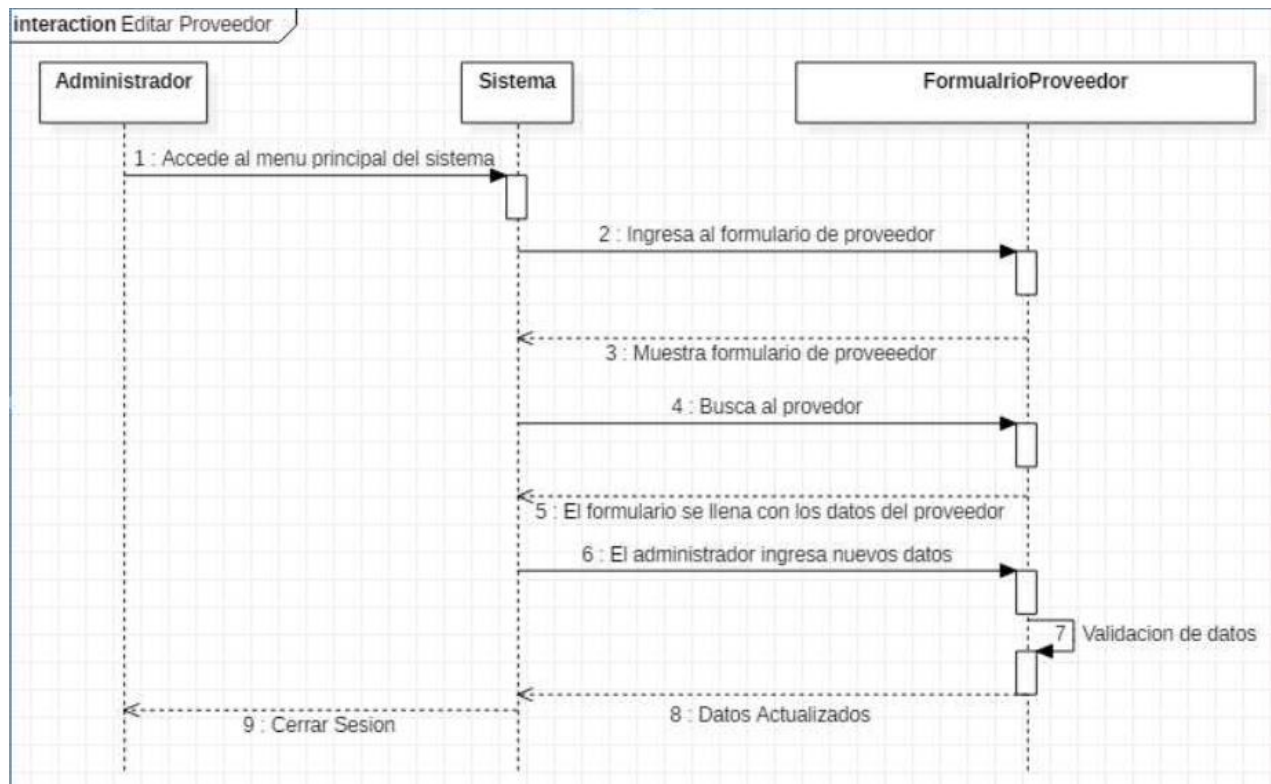 interaction Editar Proveedor
Administrador
Sistema
FormualrioProveedor
1 : Accede al menu principal del sistema
2 : Ingresa al formulario de proveedor
3 : Muestra formulario de proveeedor
4 : Busca al provedor
5 : El formulario se llena con los datos del proveedor
6 : El administrador ingresa nuevos datos
7 : Validacion de datos
8 : Datos Actualizados
9 : Cerrar Sesion